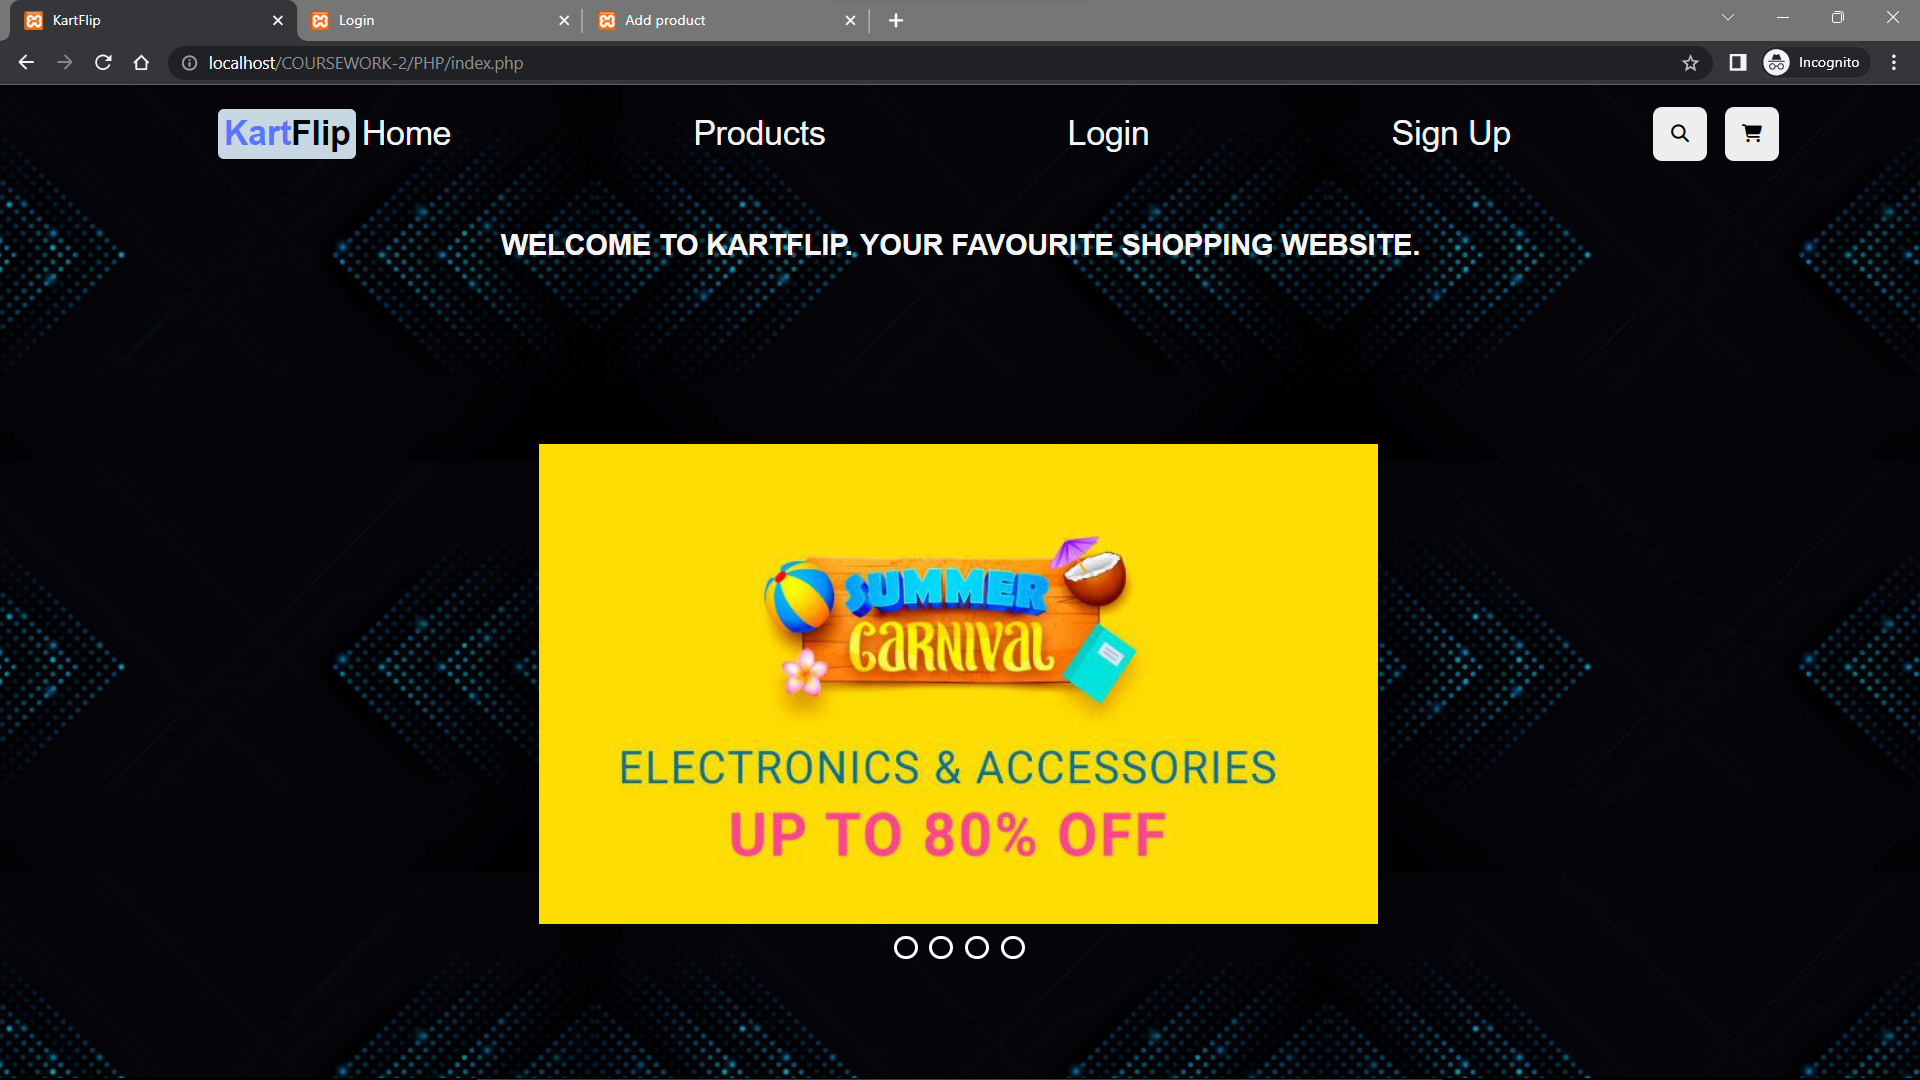 KartFlip
Login
Add product
localhost/COURSEWORK-2/PHP/index.php
Incognito
KartFlip Home Products Login Sign Up
WELCOME TO KARTFLIP. YOUR FAVOURITE SHOPPING WEBSITE.
SUMMER
CARNIVAL
ELECTRONICS & ACCESSORIES
UP TO 80% OFF